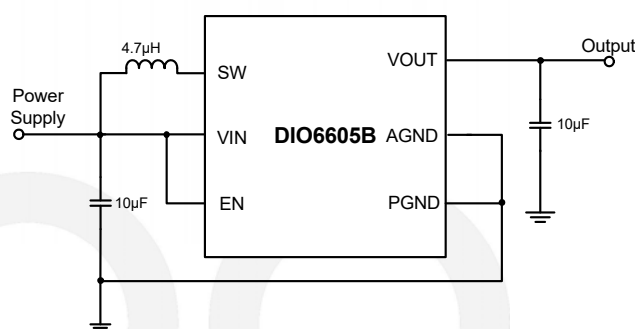 4.7µH
SW
VOUT
Output
Power
Supply
VIN
DIO6605B
AGND
10µF
10µF
EN
PGND